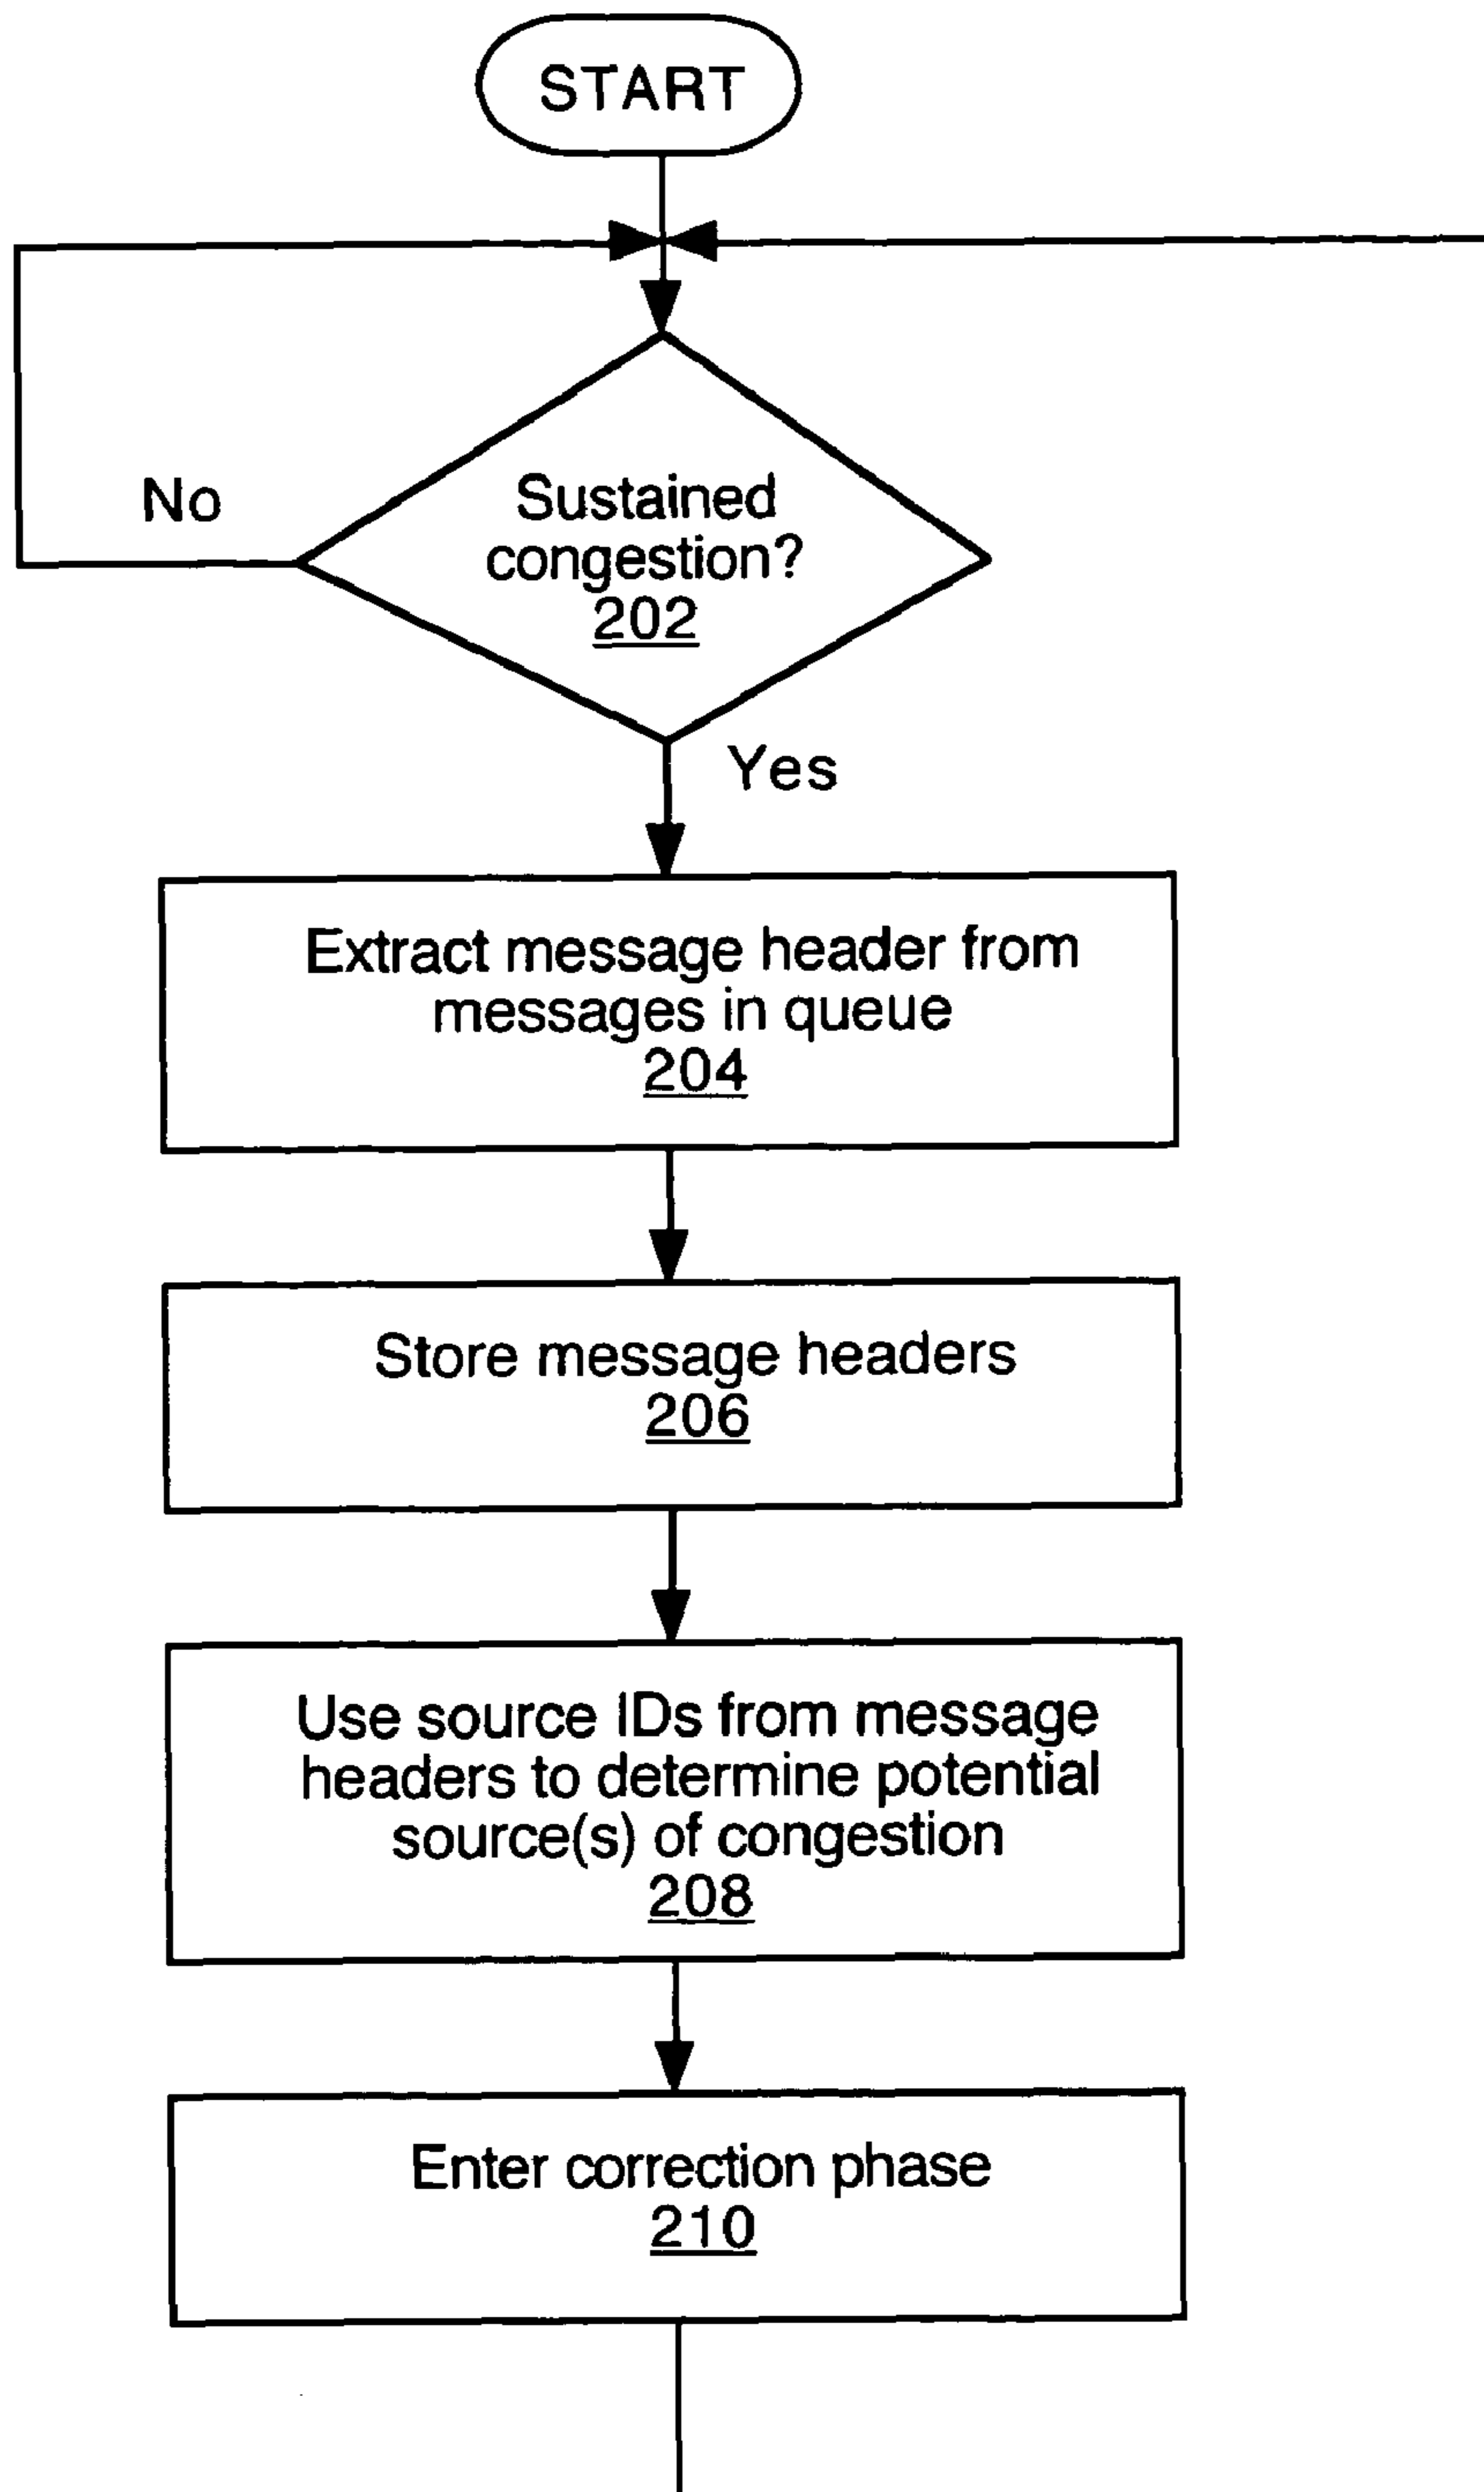 START
No
Sustained
congestion?
202
Yes
Extract message header from
messages in queue
204
Store message headers
206
Use source IDs from message
headers to determine potential
source(s) of congestion
208
Enter correction phase
210